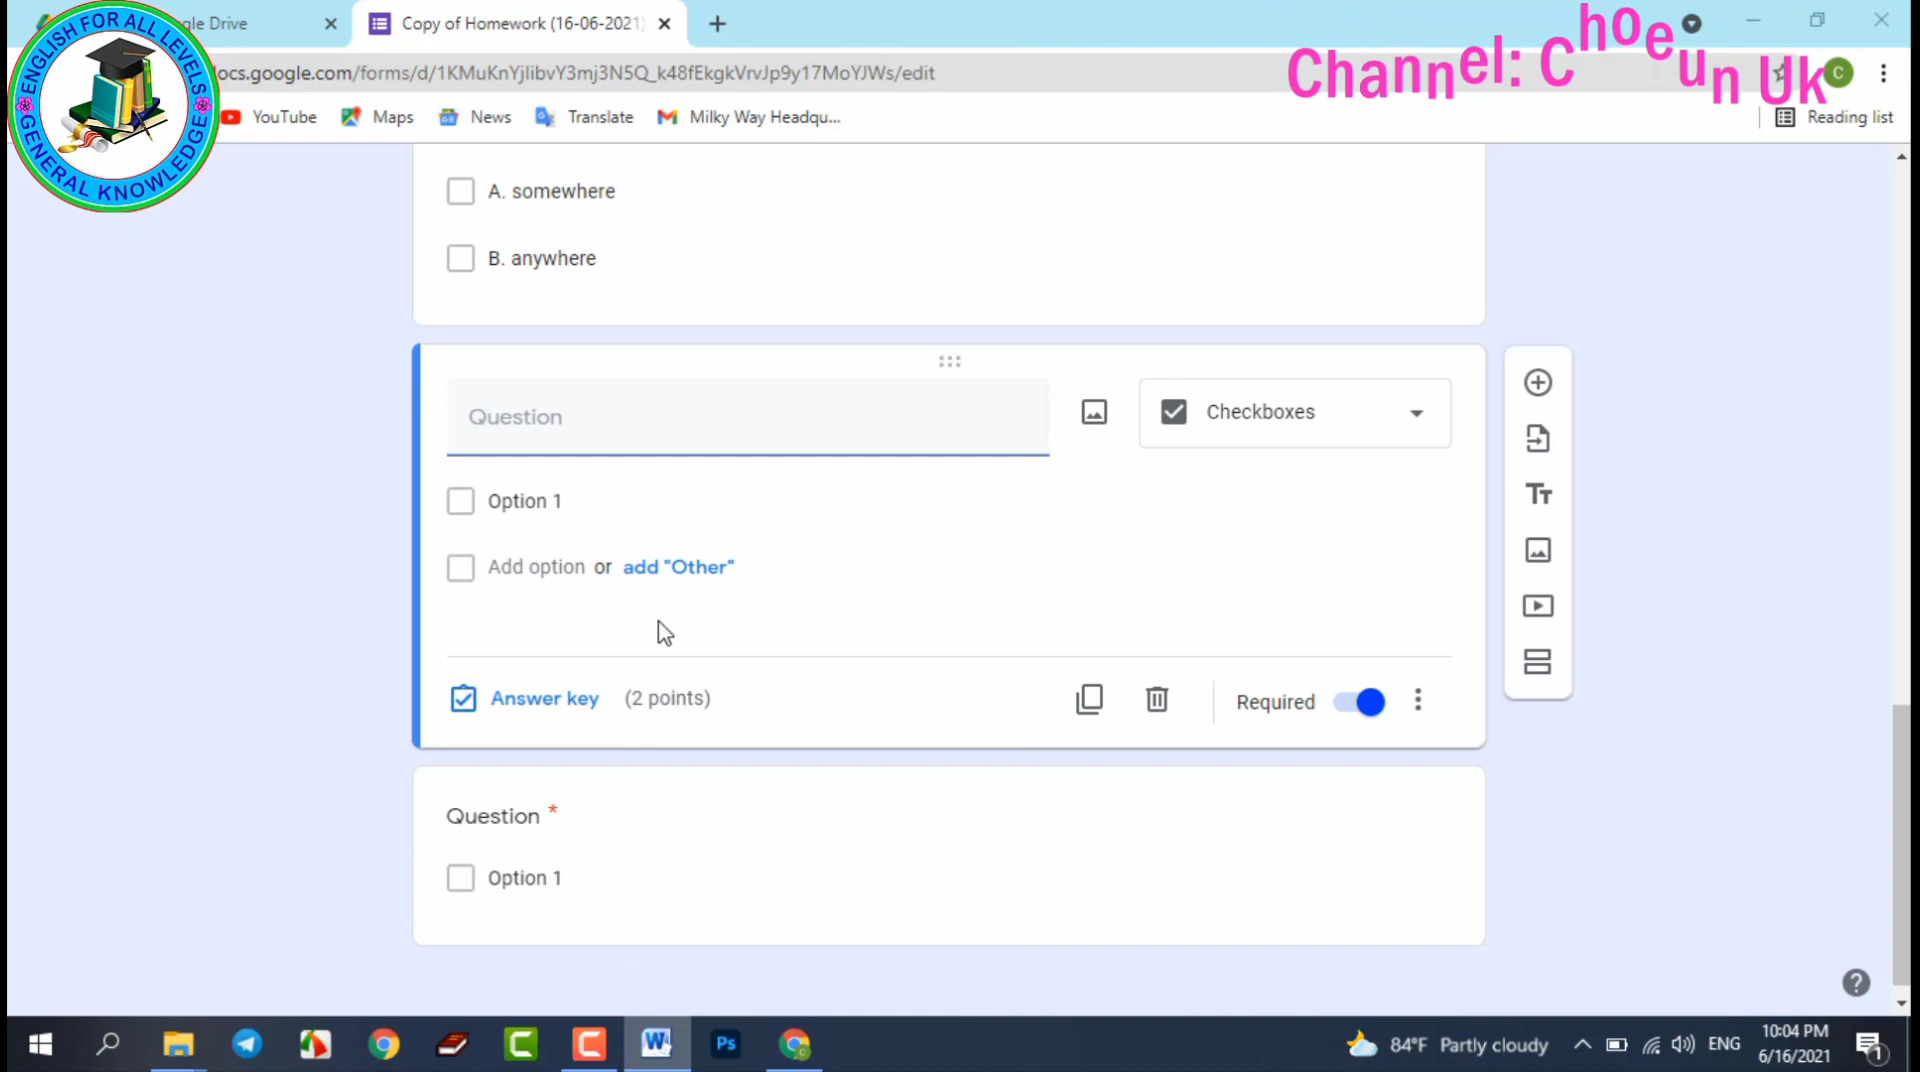 ENGLISH FOR ALL LEVELS
GENERAL KNOWLEDGE
gle Drive
Copy of Homework (16-06-2021)
Channel: Choeun Uk
docs.google.com/forms/d/1KMuKnYjIibvY3mj3N5Q_k48fEkgkVrvJp9y17MoYJWs/edit
C
YouTube
Maps
News
Translate
Milky Way Headqu...
Reading list
A. somewhere
B. anywhere
Question
Checkboxes
Option 1
Add option or add "Other"
Answer key (2 points)
Required
Question *
Option 1
84°F Partly cloudy
ENG
10:04 PM
6/16/2021
1